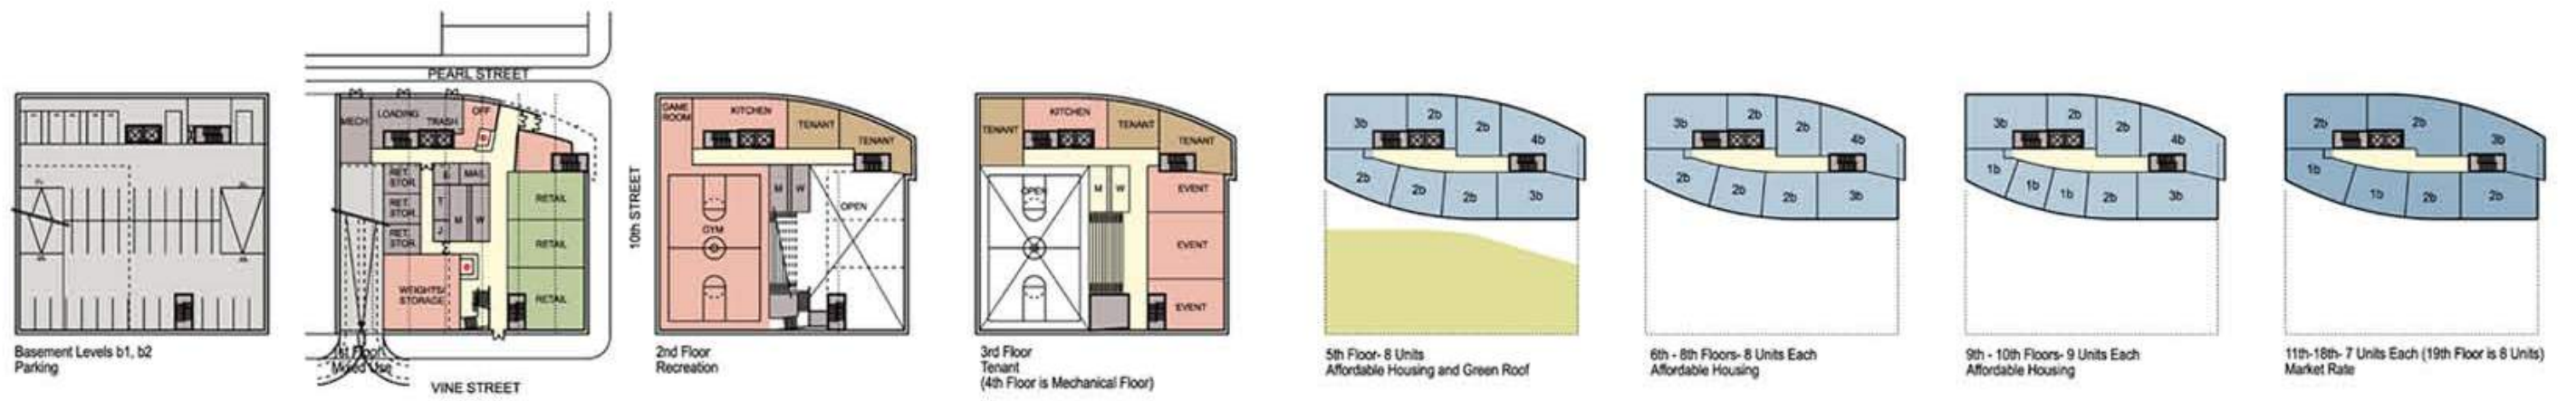 PEARL STREET
MECH
LOADING
TRASH
OFF
RET.
STOR.
RET.
STOR.
RET.
STOR.
E
MAIL
T
J
M
W
RETAIL
RETAIL
RETAIL
WEIGHTS/
STORAGE
VINE STREET
10th STREET
Basement Levels b1, b2
Parking
1st Floor
Mixed Use
GAME
ROOM
KITCHEN
TENANT
TENANT
M
W
OPEN
GYM
2nd Floor
Recreation
TENANT
KITCHEN
TENANT
TENANT
OPEN
M
W
EVENT
EVENT
EVENT
3rd Floor
Tenant
(4th Floor is Mechanical Floor)
3b
2b
2b
4b
2b
2b
2b
3b
5th Floor- 8 Units
Affordable Housing and Green Roof
3b
2b
2b
4b
2b
2b
2b
3b
6th - 8th Floors- 8 Units Each
Affordable Housing
3b
2b
2b
4b
1b
1b
1b
2b
3b
9th - 10th Floors- 9 Units Each
Affordable Housing
2b
2b
3b
1b
1b
2b
2b
11th-18th- 7 Units Each (19th Floor is 8 Units)
Market Rate